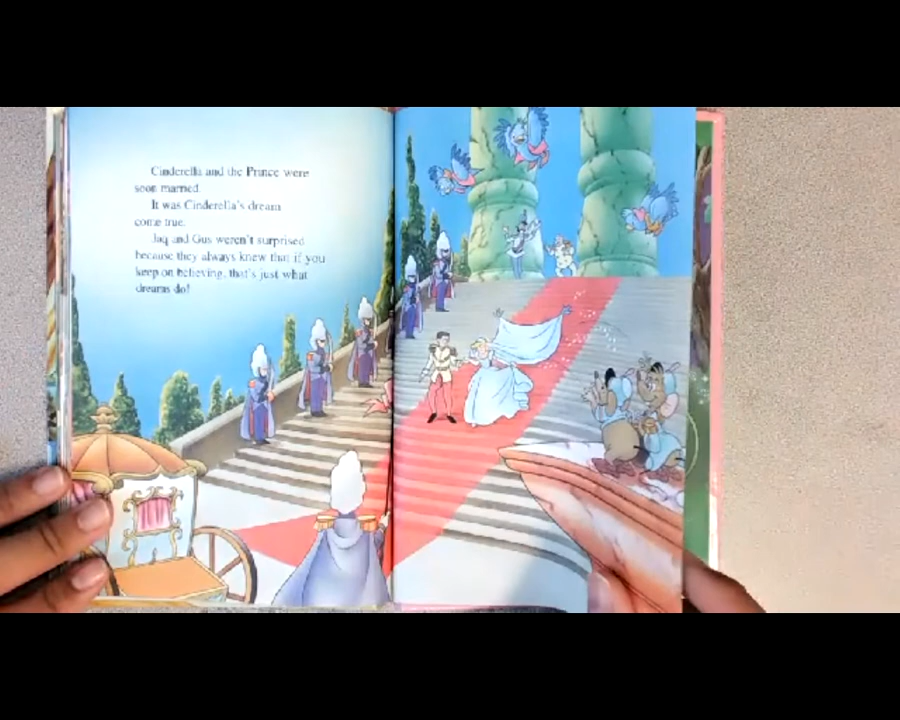 Cinderella and the Prince were
soon married.
It was Cinderella's dream
come true.
Jaq and Gus weren't surprised
because they always knew that if you
keep on believing, that's just what
dreams do!